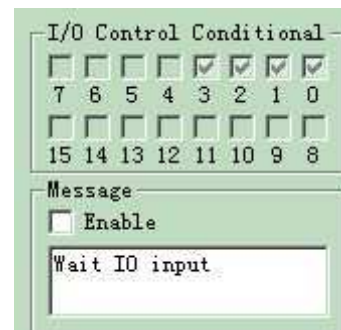 I/O Control Conditional
7 6 5 4 3 2 1 0
15 14 13 12 11 10 9 8
Message
Enable
Wait IO input